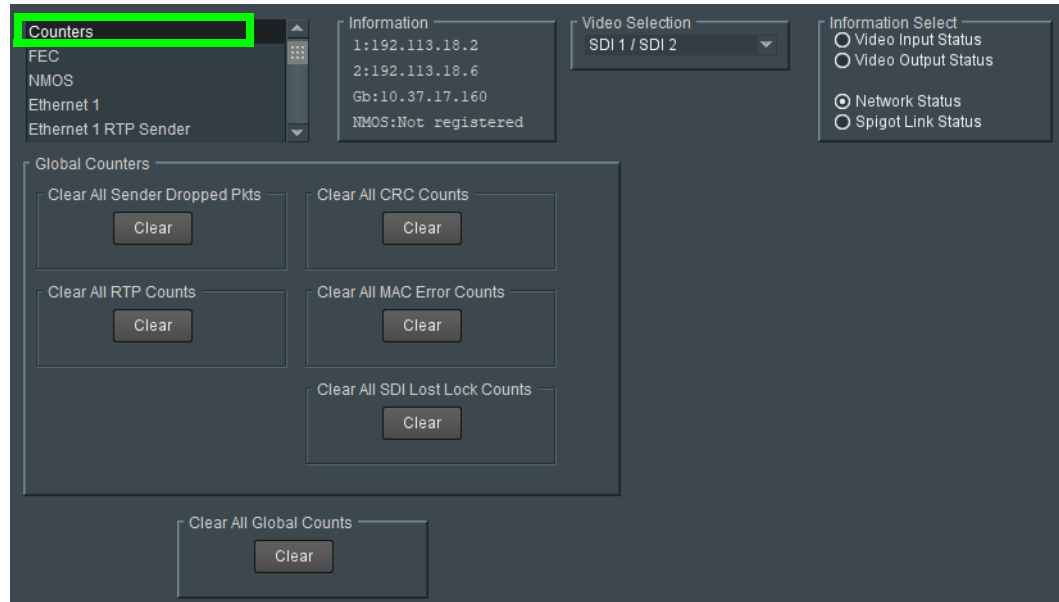 Counters
FEC
NMOS
Ethernet 1
Ethernet 1 RTP Sender
Information
1:192.113.18.2
2:192.113.18.6
Gb:10.37.17.160
NMOS:Not registered
Video Selection
SDI 1 / SDI 2
Information Select
Video Input Status
Video Output Status
Network Status
Spigot Link Status
Global Counters
Clear All Sender Dropped Pkts
Clear
Clear All CRC Counts
Clear
Clear All RTP Counts
Clear
Clear All MAC Error Counts
Clear
Clear All SDI Lost Lock Counts
Clear
Clear All Global Counts
Clear